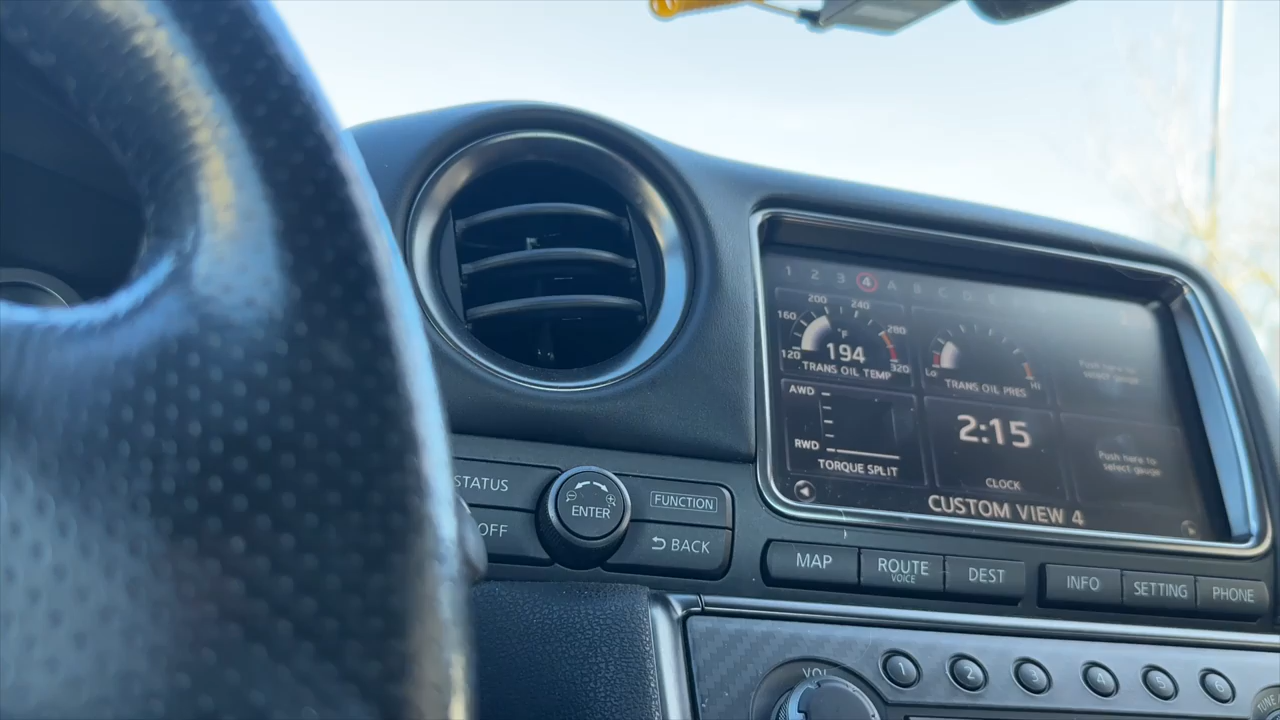 1 2 3 4 A B C D E
200 240
160 280
°F
194
120 320
TRANS OIL TEMP
Lo Hi
TRANS OIL PRES
Push here to
select gauge
AWD
RWD
TORQUE SPLIT
2:15
CLOCK
Push here to
select gauge
CUSTOM VIEW 4
STATUS
ENTER
FUNCTION
OFF
BACK
MAP
ROUTE
VOICE
DEST
INFO
SETTING
PHONE
VOL
1 2 3 4 5 6
TUNE